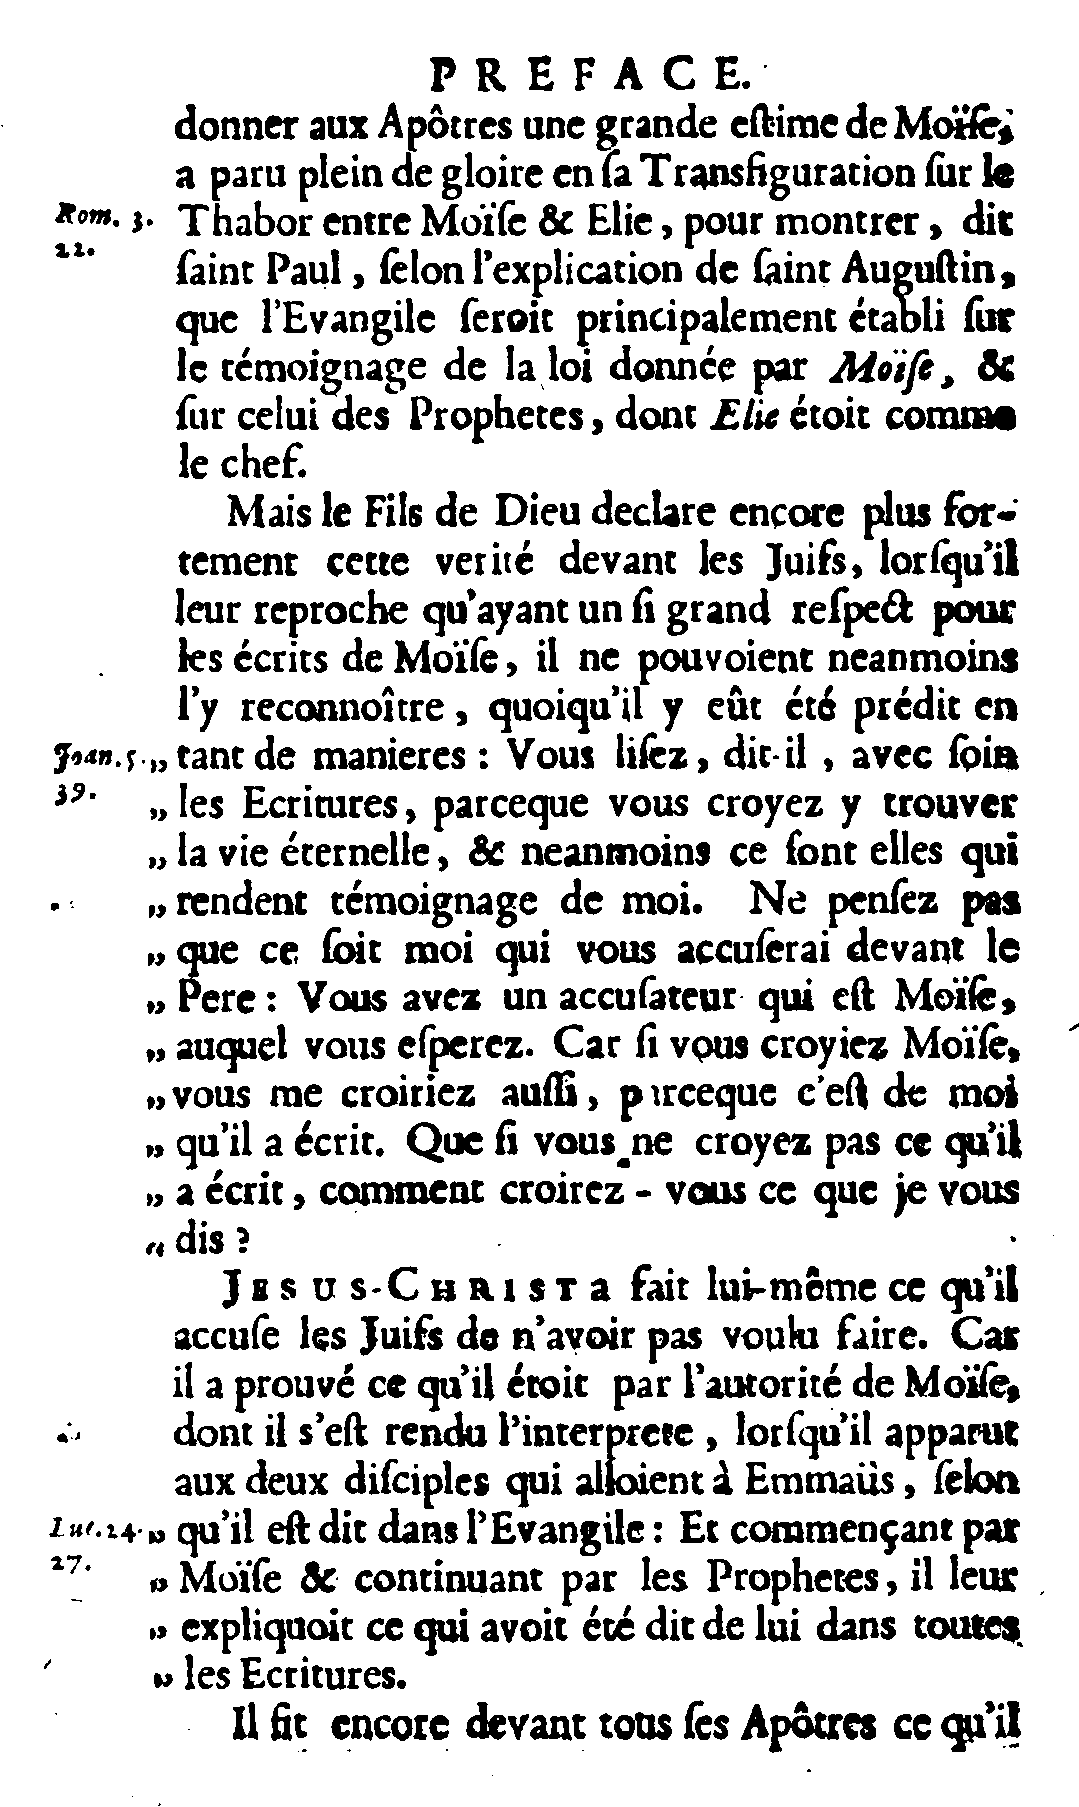 PREFACE.
donner aux Apôtres une grande eſtime de Moïſe,
a paru plein de gloire en ſa Transfiguration ſur le
Rom. 3. Thabor entre Moïſe & Elie, pour montrer, dit
22. ſaint Paul, ſelon l'explication de ſaint Auguſtin,
que l'Evangile ſeroit principalement établi ſur
le témoignage de la loi donnée par Moïſe, &
ſur celui des Prophetes, dont Elie étoit comme
le chef.
Mais le Fils de Dieu declare encore plus for-
tement cette verité devant les Juifs, lorſqu'il
leur reproche qu'ayant un ſi grand reſpect pour
les écrits de Moïſe, il ne pouvoient neanmoins
l'y reconnoître, quoiqu'il y eût été prédit en
Joan. 5. „ tant de manieres : Vous liſez, dit-il, avec ſoin
39. „ les Ecritures, parceque vous croyez y trouver
„ la vie éternelle, & neanmoins ce ſont elles qui
„ rendent témoignage de moi. Ne penſez pas
„ que ce ſoit moi qui vous accuſerai devant le
„ Pere : Vous avez un accuſateur qui eſt Moïſe,
„ auquel vous eſperez. Car ſi vous croyiez Moïſe,
„ vous me croiriez auſſi, parceque c'eſt de moi
„ qu'il a écrit. Que ſi vous ne croyez pas ce qu'il
„ a écrit, comment croirez-vous ce que je vous
„ dis ?
JESUS-CHRIST a fait lui-même ce qu'il
accuſe les Juifs de n'avoir pas voulu faire. Car
il a prouvé ce qu'il étoit par l'autorité de Moïſe,
dont il s'eſt rendu l'interprete, lorſqu'il apparut
aux deux diſciples qui alloient à Emmaüs, ſelon
Luc. 24. „ qu'il eſt dit dans l'Evangile : Et commençant par
27. „ Moïſe & continuant par les Prophetes, il leur
„ expliquoit ce qui avoit été dit de lui dans toutes
„ les Ecritures.
Il fit encore devant tous ſes Apôtres ce qu'il